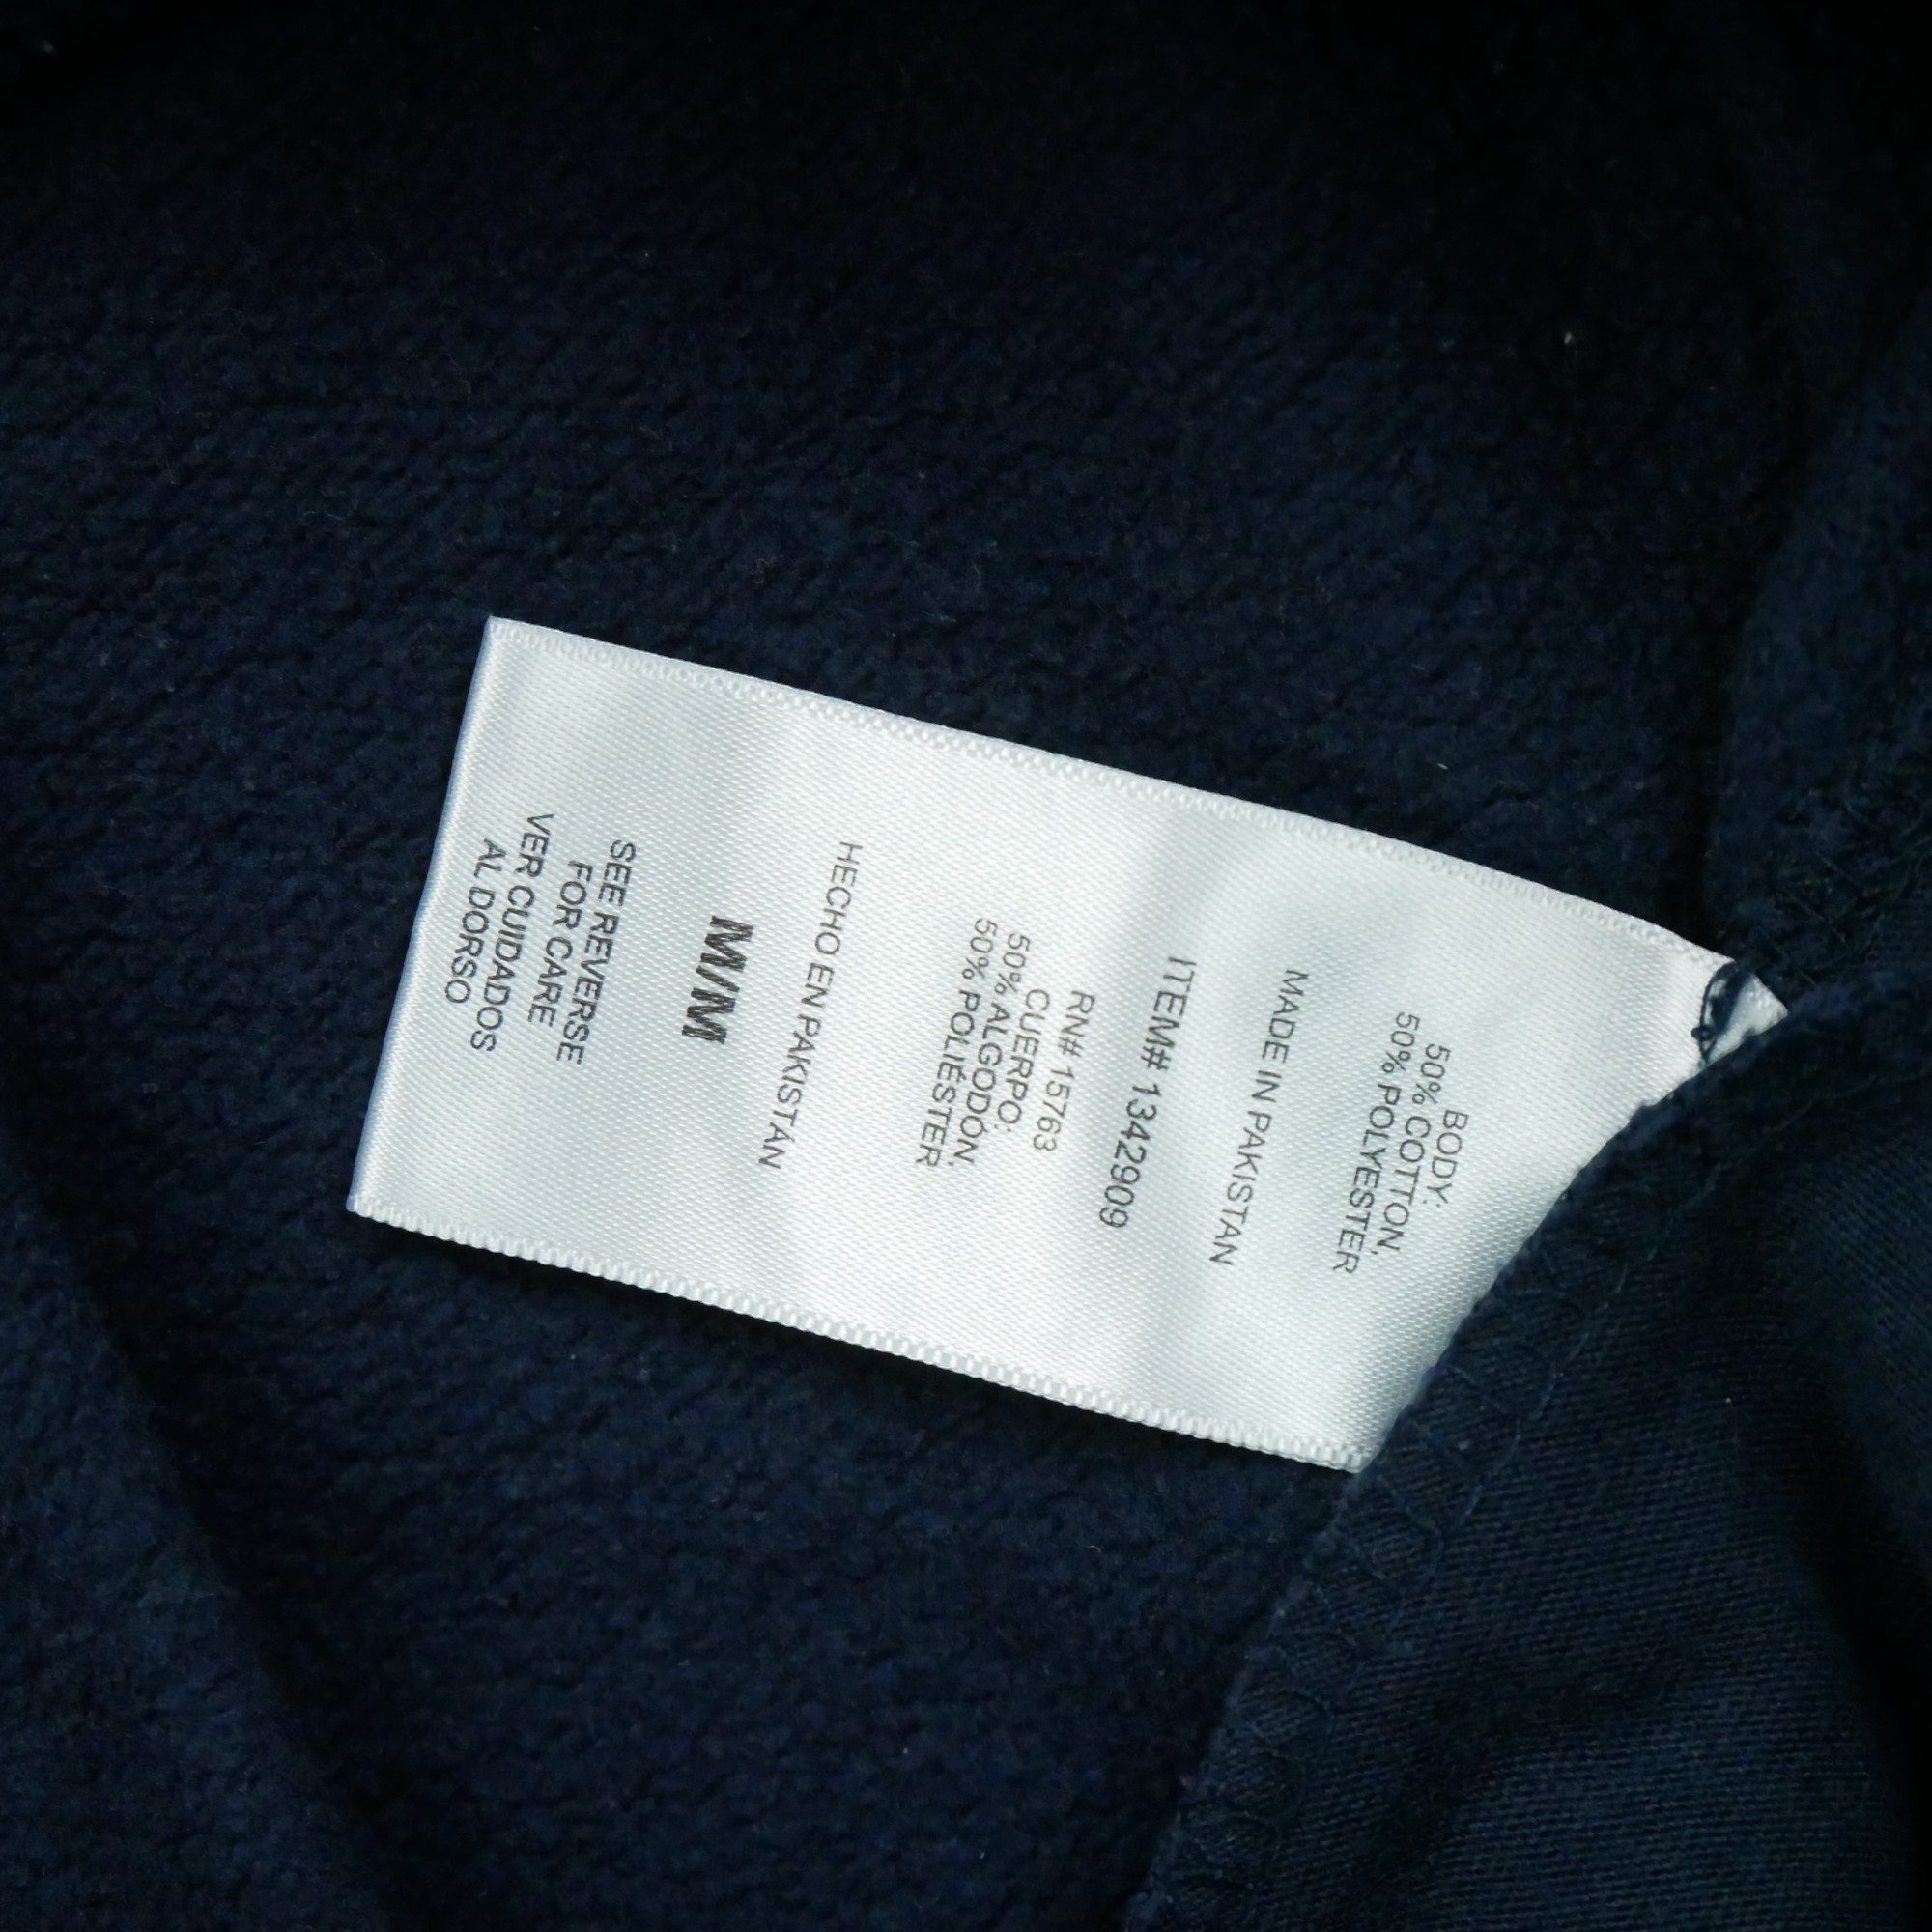 BODY:
50% COTTON,
50% POLYESTER
MADE IN PAKISTAN
ITEM# 1342909
RN# 15763
CUERPO:
50% ALGODÓN,
50% POLIÉSTER
HECHO EN PAKISTÁN
M/M
SEE REVERSE
FOR CARE
VER CUIDADOS
AL DORSO